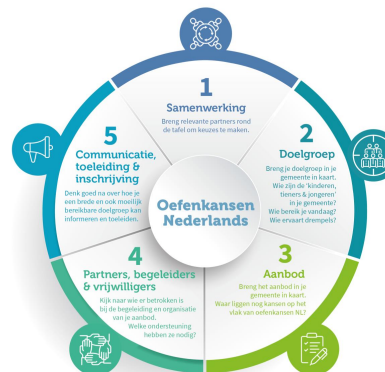 1
Samenwerking
Breng relevante partners rond
de tafel om keuzes te maken.
2
Doelgroep
Breng je doelgroep in je
gemeente in kaart.
Wie zijn de 'kinderen,
tieners & jongeren'
in je gemeente?
Wie bereik je vandaag?
Wie ervaart drempels?
3
Aanbod
Breng het aanbod in je
gemeente in kaart.
Waar liggen nog kansen op het
vlak van oefenkansen NL?
4
Partners, begeleiders
& vrijwilligers
Kijk naar wie er betrokken is
bij de begeleiding en organisatie
van je aanbod.
Welke ondersteuning
hebben ze nodig?
5
Communicatie,
toeleiding &
inschrijving
Denk goed na over hoe je
een brede en ook moeilijk
bereikbare doelgroep kan
informeren en toeleiden.
Oefenkansen
Nederlands